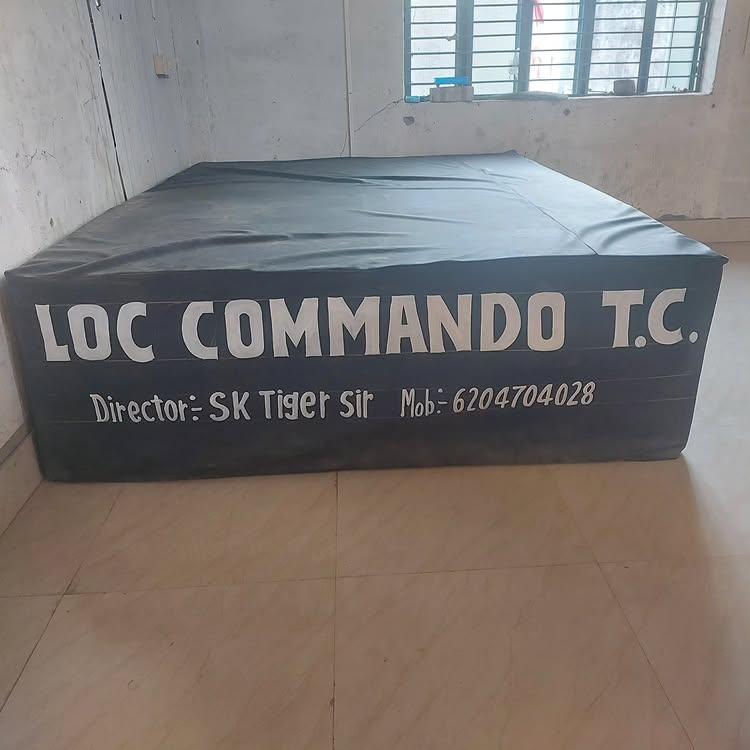 LOC COMMANDO T.C.
Director:- SK Tiger Sir Mob:- 6204704028